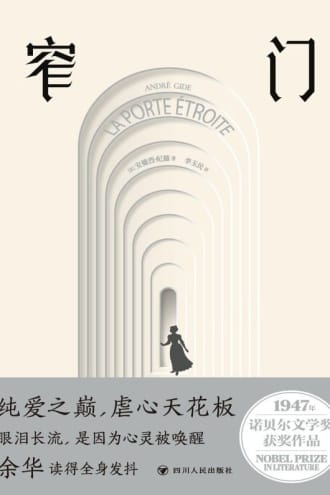 窄门
ANDRÉ GIDE
LA PORTE ÉTROITE
[法] 安德烈·纪德 著 李玉民 译
纯爱之巅，虐心天花板
眼泪长流，是因为心灵被唤醒
余华 读得全身发抖
四川人民出版社
1947年
诺贝尔文学奖
获奖作品
NOBEL PRIZE
IN LITERATURE